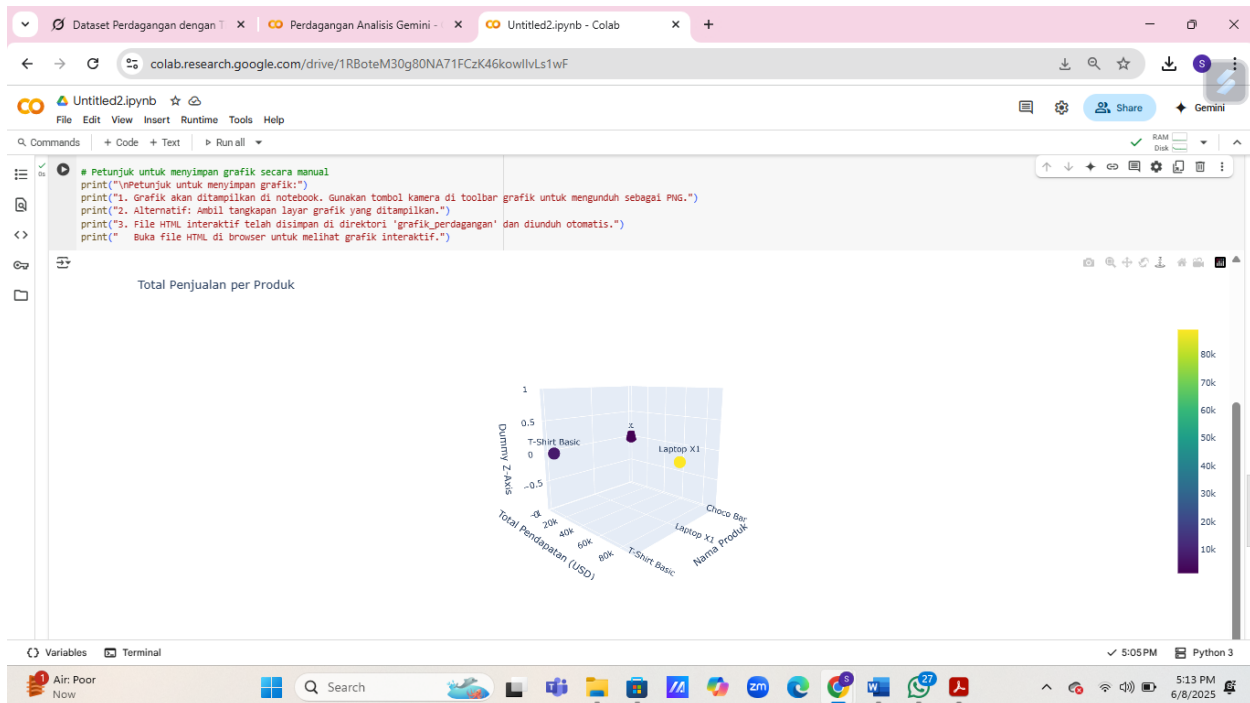 Dataset Perdagangan dengan T
Perdagangan Analisis Gemini -
Untitled2.ipynb - Colab
colab.research.google.com/drive/1RBoteM30g80NA71FCzK46kowIlvLs1wF
S
Untitled2.ipynb
File Edit View Insert Runtime Tools Help
Share
Gemini
Commands + Code + Text Run all
RAM
Disk
0s
# Petunjuk untuk menyimpan grafik secara manual
print("\nPetunjuk untuk menyimpan grafik:")
print("1. Grafik akan ditampilkan di notebook. Gunakan tombol kamera di toolbar grafik untuk mengunduh sebagai PNG.")
print("2. Alternatif: Ambil tangkapan layar grafik yang ditampilkan.")
print("3. File HTML interaktif telah disimpan di direktori 'grafik_perdagangan' dan diunduh otomatis.")
print("   Buka file HTML di browser untuk melihat grafik interaktif.")
Total Penjualan per Produk
80k
70k
60k
50k
40k
30k
20k
10k
1
0.5
0
−0.5
Dummy Z-Axis
T-Shirt Basic
Laptop X1
20k
40k
60k
80k
Total Pendapatan (USD)
T-Shirt Basic
Laptop X1
Choco Bar
Nama Produk
Variables Terminal
5:05 PM Python 3
1
Air: Poor
Now
Search
zm
S
27
5:13 PM
6/8/2025